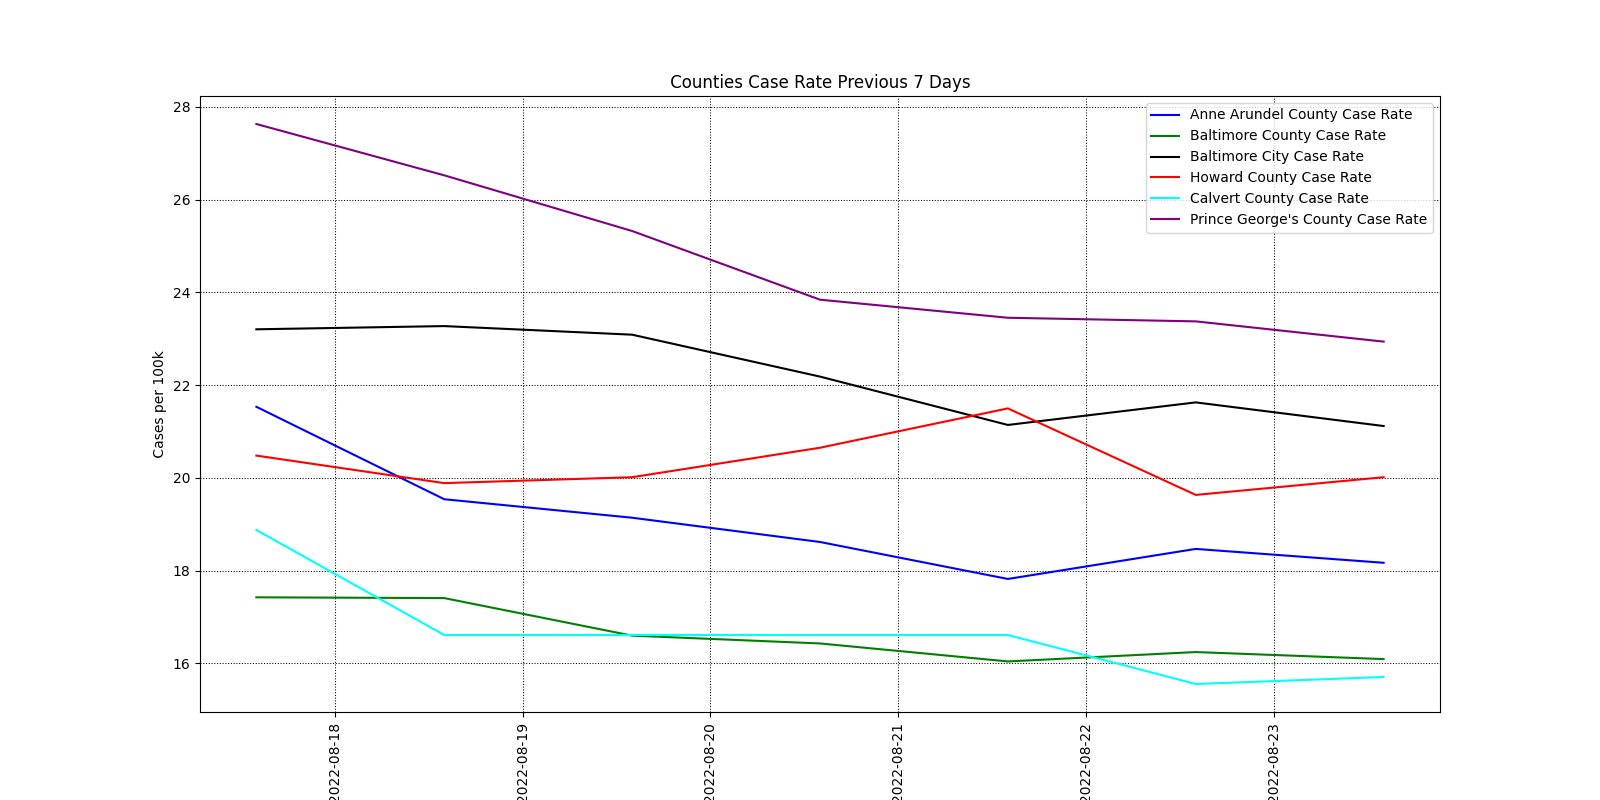 Counties Case Rate Previous 7 Days
28
26
24
22
20
18
16
Cases per 100k
Anne Arundel County Case Rate
Baltimore County Case Rate
Baltimore City Case Rate
Howard County Case Rate
Calvert County Case Rate
Prince George's County Case Rate
2022-08-18
2022-08-19
2022-08-20
2022-08-21
2022-08-22
2022-08-23